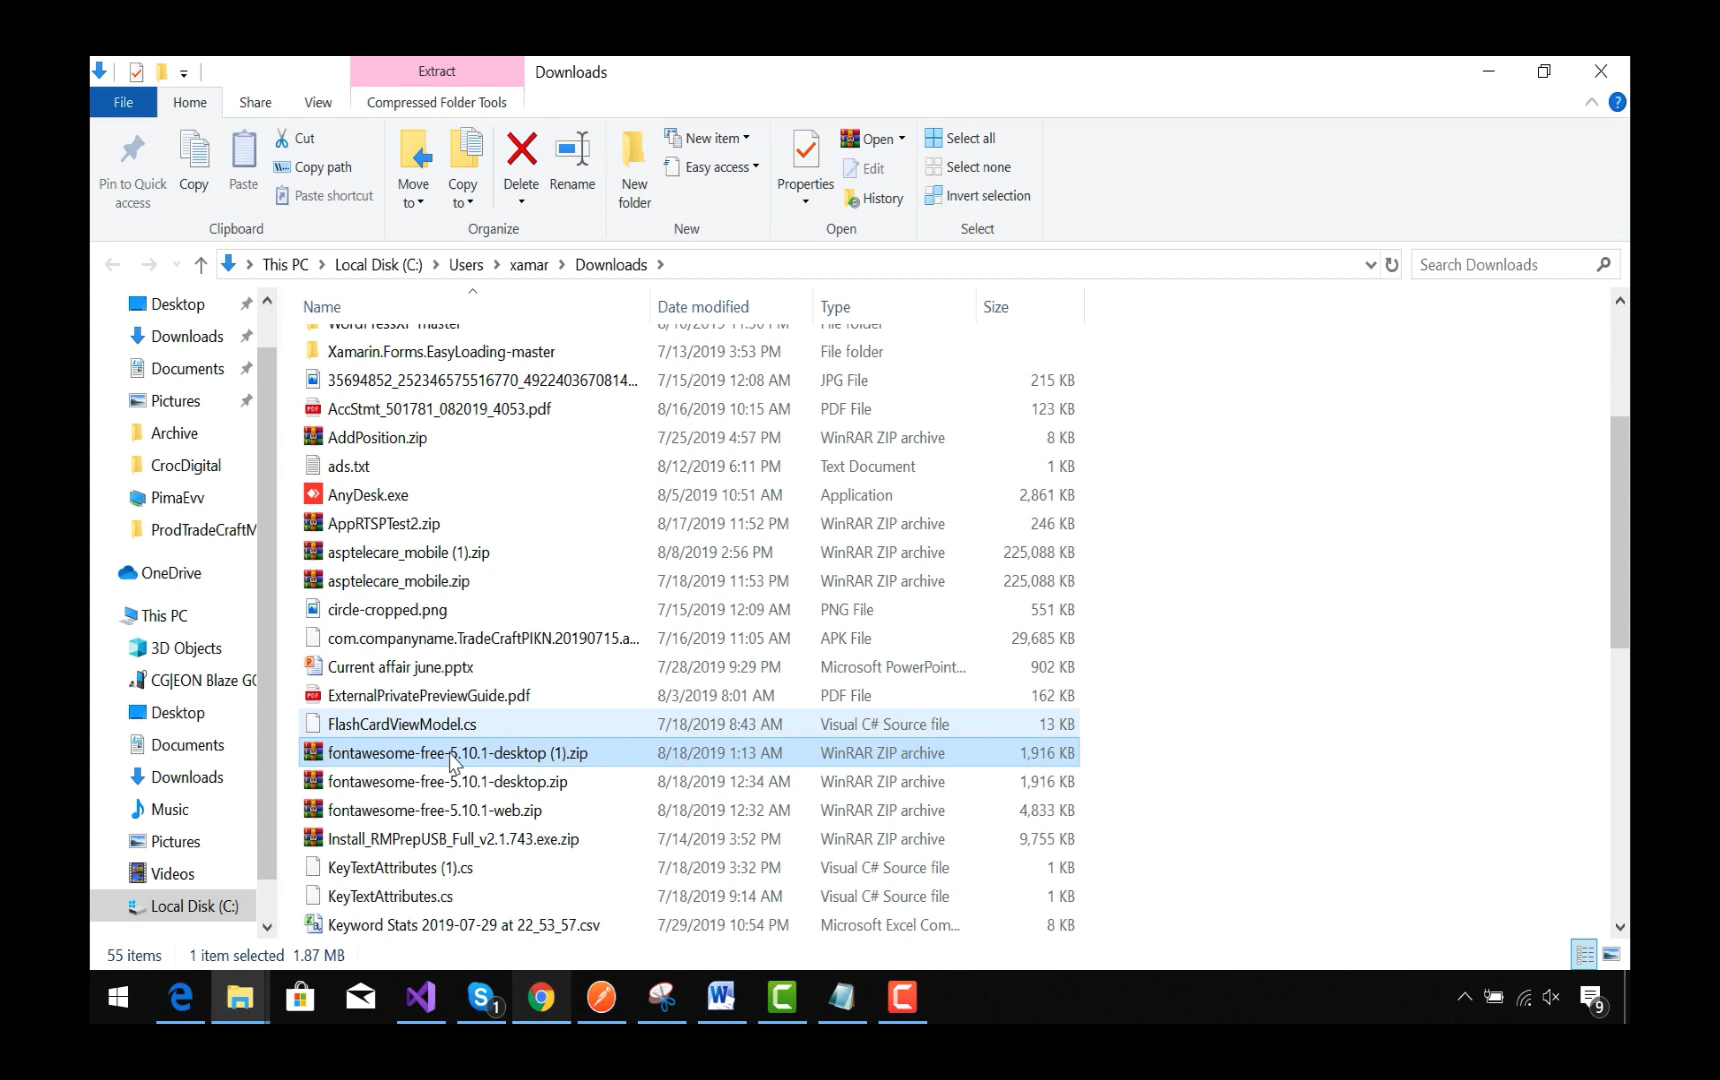 Extract
Downloads
File
Home
Share
View
Compressed Folder Tools
?
Pin to Quick
access
Copy
Paste
Cut
Copy path
Paste shortcut
Clipboard
Move
to
Copy
to
Delete
Rename
Organize
New
folder
New item
Easy access
New
Properties
Open
Edit
History
Open
Select all
Select none
Invert selection
Select
This PC
Local Disk (C:)
Users
xamar
Downloads
Search Downloads
Desktop
Downloads
Documents
Pictures
Archive
CrocDigital
PimaEvv
ProdTradeCraftM
OneDrive
This PC
3D Objects
CG|EON Blaze G
Desktop
Documents
Downloads
Music
Pictures
Videos
Local Disk (C:)
Name Date modified Type Size
WordPressXF-master File folder
Xamarin.Forms.EasyLoading-master 7/13/2019 3:53 PM File folder
35694852_252346575516770_4922403670814... 7/15/2019 12:08 AM JPG File 215 KB
AccStmt_501781_082019_4053.pdf 8/16/2019 10:15 AM PDF File 123 KB
AddPosition.zip 7/25/2019 4:57 PM WinRAR ZIP archive 8 KB
ads.txt 8/12/2019 6:11 PM Text Document 1 KB
AnyDesk.exe 8/5/2019 10:51 AM Application 2,861 KB
AppRTSPTest2.zip 8/17/2019 11:52 PM WinRAR ZIP archive 246 KB
asptelecare_mobile (1).zip 8/8/2019 2:56 PM WinRAR ZIP archive 225,088 KB
asptelecare_mobile.zip 7/18/2019 11:53 PM WinRAR ZIP archive 225,088 KB
circle-cropped.png 7/15/2019 12:09 AM PNG File 551 KB
com.companyname.TradeCraftPIKN.20190715.a... 7/16/2019 11:05 AM APK File 29,685 KB
Current affair june.pptx 7/28/2019 9:29 PM Microsoft PowerPoint... 902 KB
ExternalPrivatePreviewGuide.pdf 8/3/2019 8:01 AM PDF File 162 KB
FlashCardViewModel.cs 7/18/2019 8:43 AM Visual C# Source file 13 KB
fontawesome-free-5.10.1-desktop (1).zip 8/18/2019 1:13 AM WinRAR ZIP archive 1,916 KB
fontawesome-free-5.10.1-desktop.zip 8/18/2019 12:34 AM WinRAR ZIP archive 1,916 KB
fontawesome-free-5.10.1-web.zip 8/18/2019 12:32 AM WinRAR ZIP archive 4,833 KB
Install_RMPrepUSB_Full_v2.1.743.exe.zip 7/14/2019 3:52 PM WinRAR ZIP archive 9,755 KB
KeyTextAttributes (1).cs 7/18/2019 3:32 PM Visual C# Source file 1 KB
KeyTextAttributes.cs 7/18/2019 9:14 AM Visual C# Source file 1 KB
Keyword Stats 2019-07-29 at 22_53_57.csv 7/29/2019 10:54 PM Microsoft Excel Com... 8 KB
55 items 1 item selected 1.87 MB
1
9